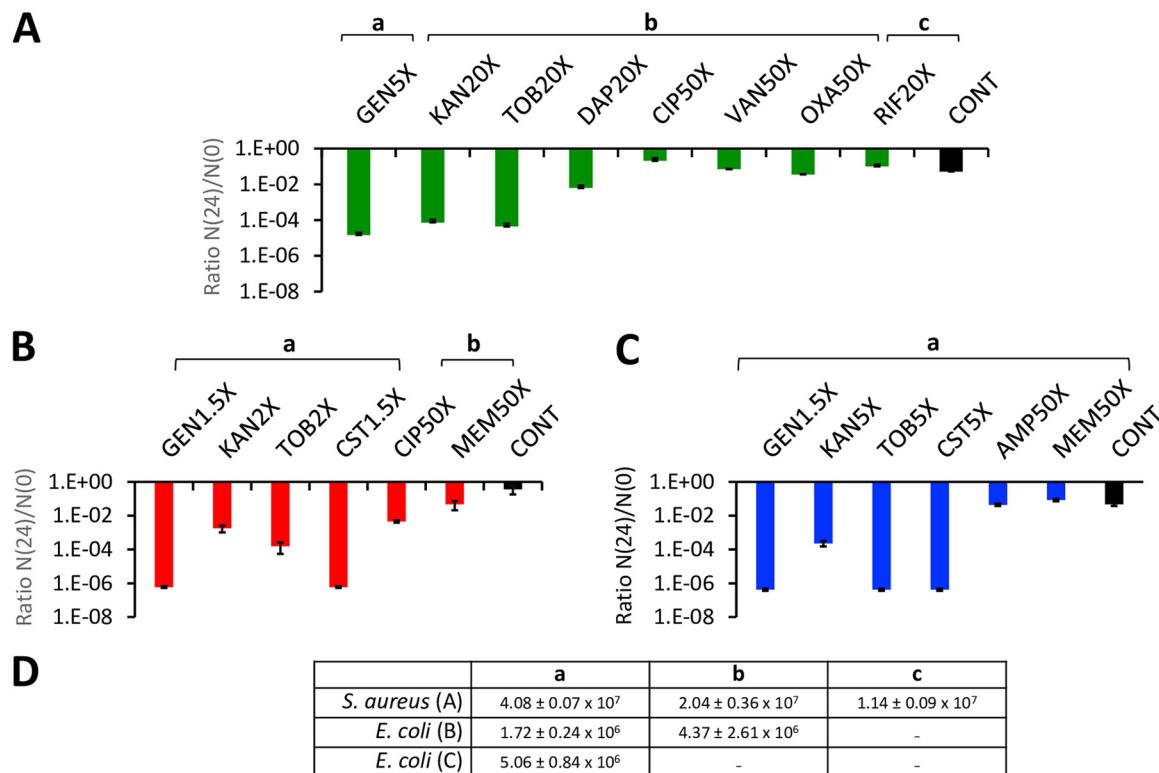 A
a b c
GEN5X KAN20X TOB20X DAP20X CIP50X VAN50X OXA50X RIF20X CONT
Ratio N(24)/N(0)
1.E+00
1.E-02
1.E-04
1.E-06
1.E-08
B
a b
GEN1.5X KAN2X TOB2X CST1.5X CIP50X MEM50X CONT
Ratio N(24)/N(0)
1.E+00
1.E-02
1.E-04
1.E-06
1.E-08
C
a
GEN1.5X KAN5X TOB5X CST5X AMP50X MEM50X CONT
Ratio N(24)/N(0)
1.E+00
1.E-02
1.E-04
1.E-06
1.E-08
D
a b c
S. aureus (A) 4.08 ± 0.07 x 10⁷ 2.04 ± 0.36 x 10⁷ 1.14 ± 0.09 x 10⁷
E. coli (B) 1.72 ± 0.24 x 10⁶ 4.37 ± 2.61 x 10⁶ -
E. coli (C) 5.06 ± 0.84 x 10⁶ - -